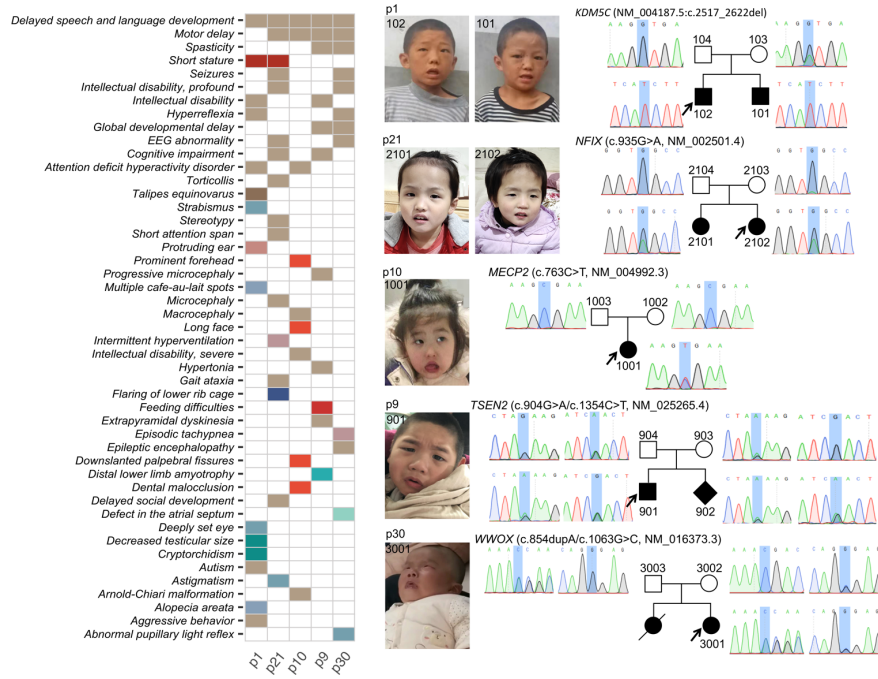 Delayed speech and language development
Motor delay
Spasticity
Short stature
Seizures
Intellectual disability, profound
Intellectual disability
Hyperreflexia
Global developmental delay
EEG abnormality
Cognitive impairment
Attention deficit hyperactivity disorder
Torticollis
Talipes equinovarus
Strabismus
Stereotypy
Short attention span
Protruding ear
Prominent forehead
Progressive microcephaly
Multiple cafe-au-lait spots
Microcephaly
Macrocephaly
Long face
Intermittent hyperventilation
Intellectual disability, severe
Hypertonia
Gait ataxia
Flaring of lower rib cage
Feeding difficulties
Extrapyramidal dyskinesia
Episodic tachypnea
Epileptic encephalopathy
Downslanted palpebral fissures
Distal lower limb amyotrophy
Dental malocclusion
Delayed social development
Defect in the atrial septum
Deeply set eye
Decreased testicular size
Cryptorchidism
Autism
Astigmatism
Arnold-Chiari malformation
Alopecia areata
Aggressive behavior
Abnormal pupillary light reflex
p1 p21 p10 p9 p30
p1
102 101
KDM5C (NM_004187.5:c.2517_2622del)
A A G G T G A
A A G G T G A
104 103
T C A T C T T
T C A T C T T
102 101
p21
2101 2102
NFIX (c.935G>A, NM_002501.4)
G G T G G C C
G G T G G C C
2104 2103
G G T G G C C
G G T G G C C
2101 2102
p10
1001
MECP2 (c.763C>T, NM_004992.3)
A A G C G A A
A A G C G A A
1003 1002
A A G T G A A
1001
p9
901
TSEN2 (c.904G>A/c.1354C>T, NM_025265.4)
C T A G A A G A T C G A C T
C T A A A A G A T C G A C T
904 903
C T A A A A G A T C G A C T
901 902
p30
3001
WWOX (c.854dupA/c.1063G>C, NM_016373.3)
3003 3002
3001